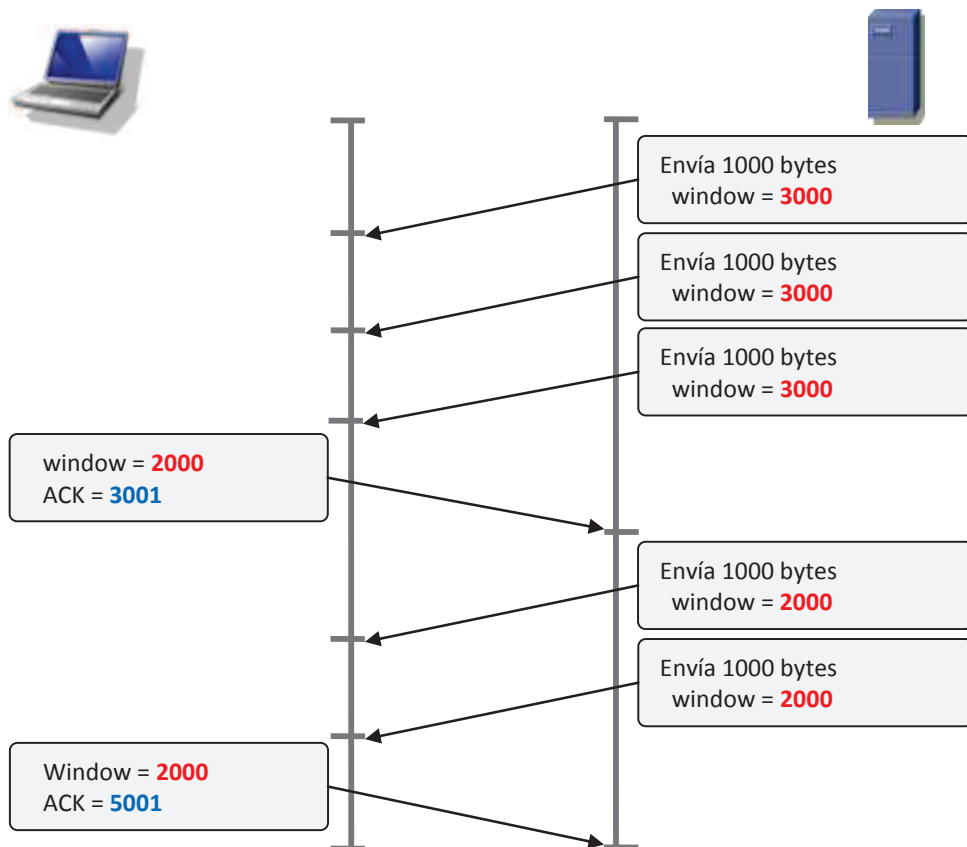 Envía 1000 bytes
window = 3000
Envía 1000 bytes
window = 3000
Envía 1000 bytes
window = 3000
window = 2000
ACK = 3001
Envía 1000 bytes
window = 2000
Envía 1000 bytes
window = 2000
Window = 2000
ACK = 5001